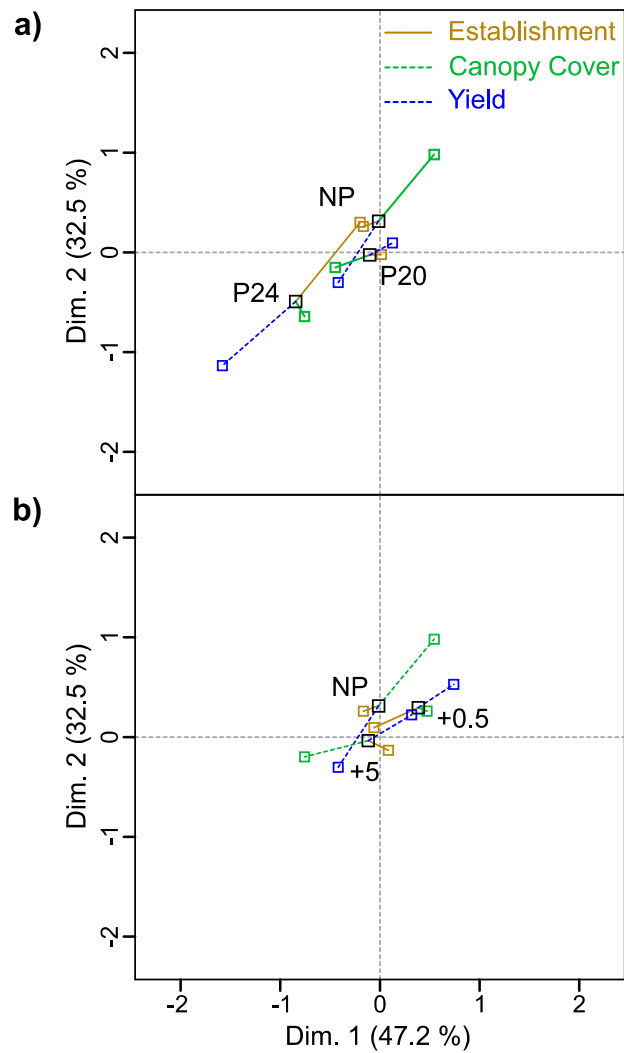 a)
Establishment
Canopy Cover
Yield
2
1
0
-1
-2
Dim. 2 (32.5 %)
NP
P20
P24
b)
2
1
0
-1
-2
Dim. 2 (32.5 %)
NP
+0.5
+5
-2 -1 0 1 2
Dim. 1 (47.2 %)